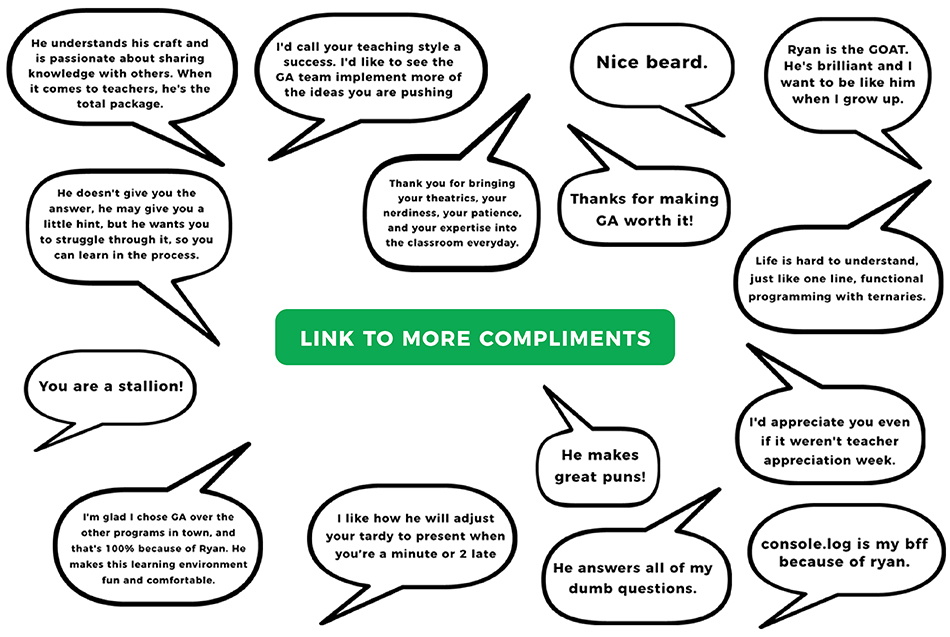 He understands his craft and
is passionate about sharing
knowledge with others. When
it comes to teachers, he's the
total package.
I'd call your teaching style a
success. I'd like to see the
GA team implement more of
the ideas you are pushing
Nice beard.
Ryan is the GOAT.
He's brilliant and I
want to be like him
when I grow up.
He doesn't give you the
answer, he may give you a
little hint, but he wants you
to struggle through it, so you
can learn in the process.
Thank you for bringing
your theatrics, your
nerdiness, your patience,
and your expertise into
the classroom everyday.
Thanks for making
GA worth it!
Life is hard to understand,
just like one line, functional
programming with ternaries.
LINK TO MORE COMPLIMENTS
You are a stallion!
He makes
great puns!
I'd appreciate you even
if it weren't teacher
appreciation week.
I'm glad I chose GA over the
other programs in town, and
that's 100% because of Ryan. He
makes this learning environment
fun and comfortable.
I like how he will adjust
your tardy to present when
you're a minute or 2 late
He answers all of my
dumb questions.
console.log is my bff
because of ryan.